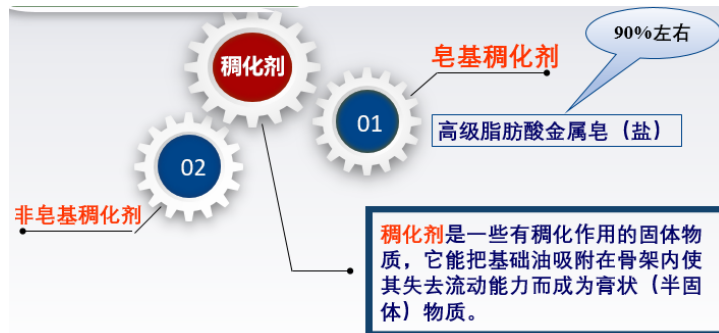 90%左右
皂基稠化剂
稠化剂
01
高级脂肪酸金属皂（盐）
02
非皂基稠化剂
稠化剂是一些有稠化作用的固体物
质，它能把基础油吸附在骨架内使
其失去流动能力而成为膏状（半固
体）物质。